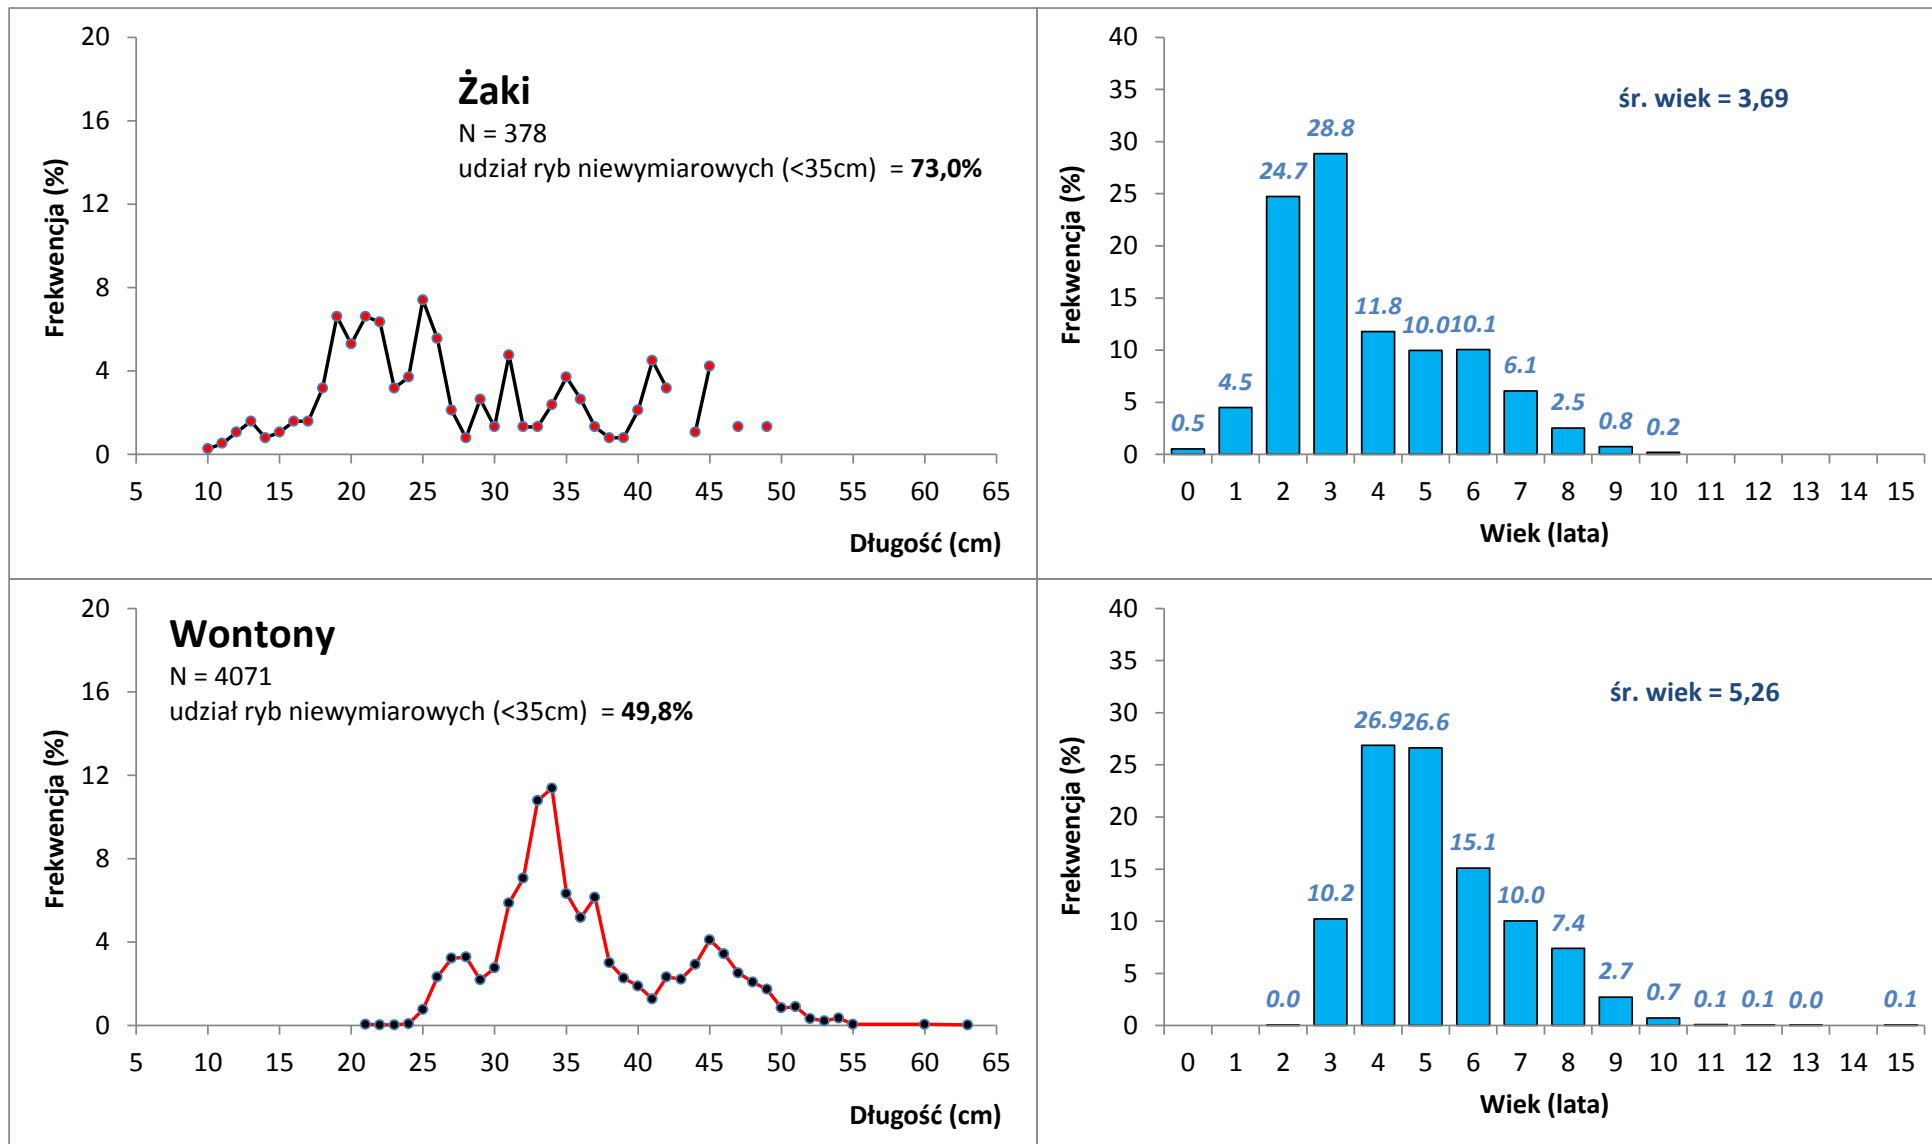 Żaki
N = 378
udział ryb niewymiarowych (<35cm) = 73,0%
Frekwencja (%)
20
16
12
8
4
0
5 10 15 20 25 30 35 40 45 50 55 60 65
Długość (cm)
śr. wiek = 3,69
Frekwencja (%)
40
35
30
25
20
15
10
5
0
0.5 4.5 24.7 28.8 11.8 10.0 10.1 6.1 2.5 0.8 0.2
0 1 2 3 4 5 6 7 8 9 10 11 12 13 14 15
Wiek (lata)
Wontony
N = 4071
udział ryb niewymiarowych (<35cm) = 49,8%
Frekwencja (%)
20
16
12
8
4
0
5 10 15 20 25 30 35 40 45 50 55 60 65
Długość (cm)
śr. wiek = 5,26
Frekwencja (%)
40
35
30
25
20
15
10
5
0
0.0 10.2 26.9 26.6 15.1 10.0 7.4 2.7 0.7 0.1 0.1 0.0 0.1
0 1 2 3 4 5 6 7 8 9 10 11 12 13 14 15
Wiek (lata)